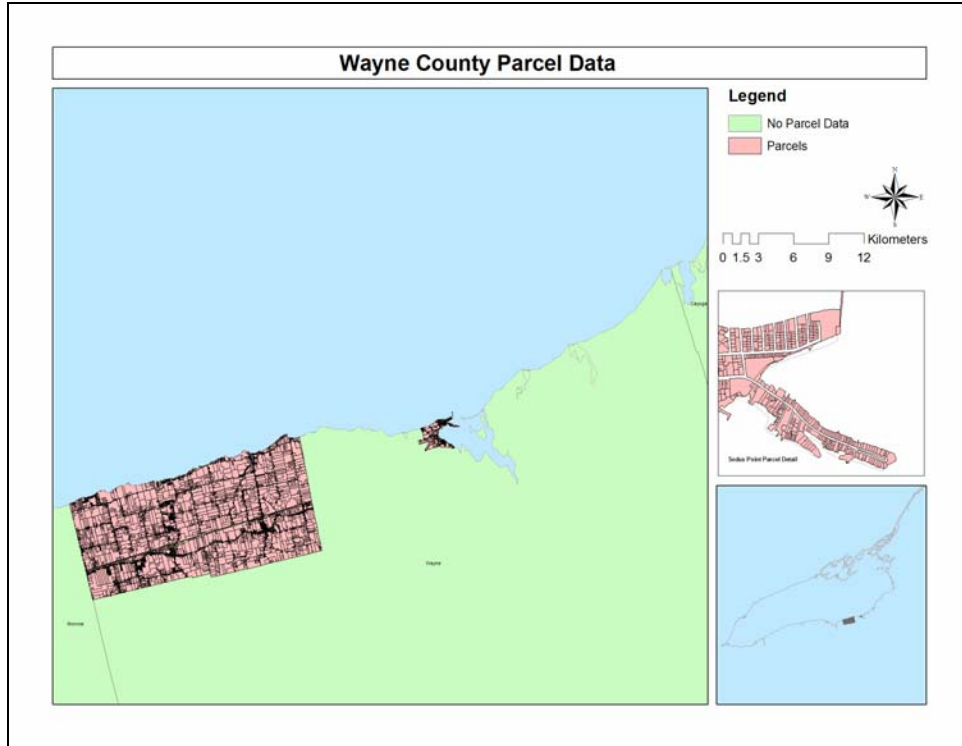 Wayne County Parcel Data
Legend
No Parcel Data
Parcels
N
W E
S
Kilometers
0 1.5 3 6 9 12
Cayuga
Sodus Point Parcel Detail
Wayne
Monroe